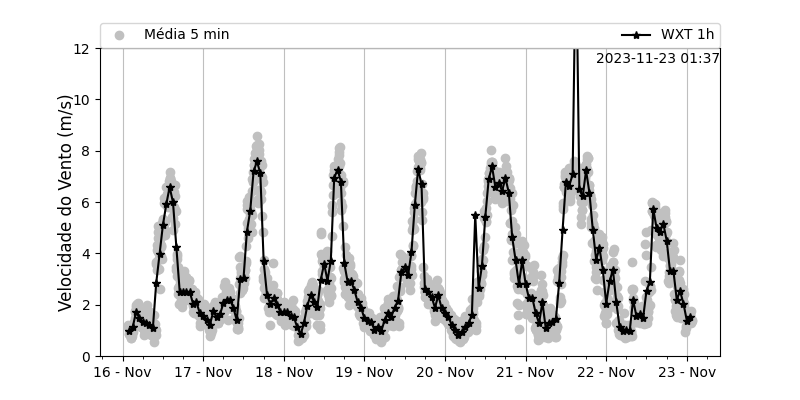 Média 5 min
WXT 1h
2023-11-23 01:37
Velocidade do Vento (m/s)
12
10
8
6
4
2
0
16 - Nov
17 - Nov
18 - Nov
19 - Nov
20 - Nov
21 - Nov
22 - Nov
23 - Nov